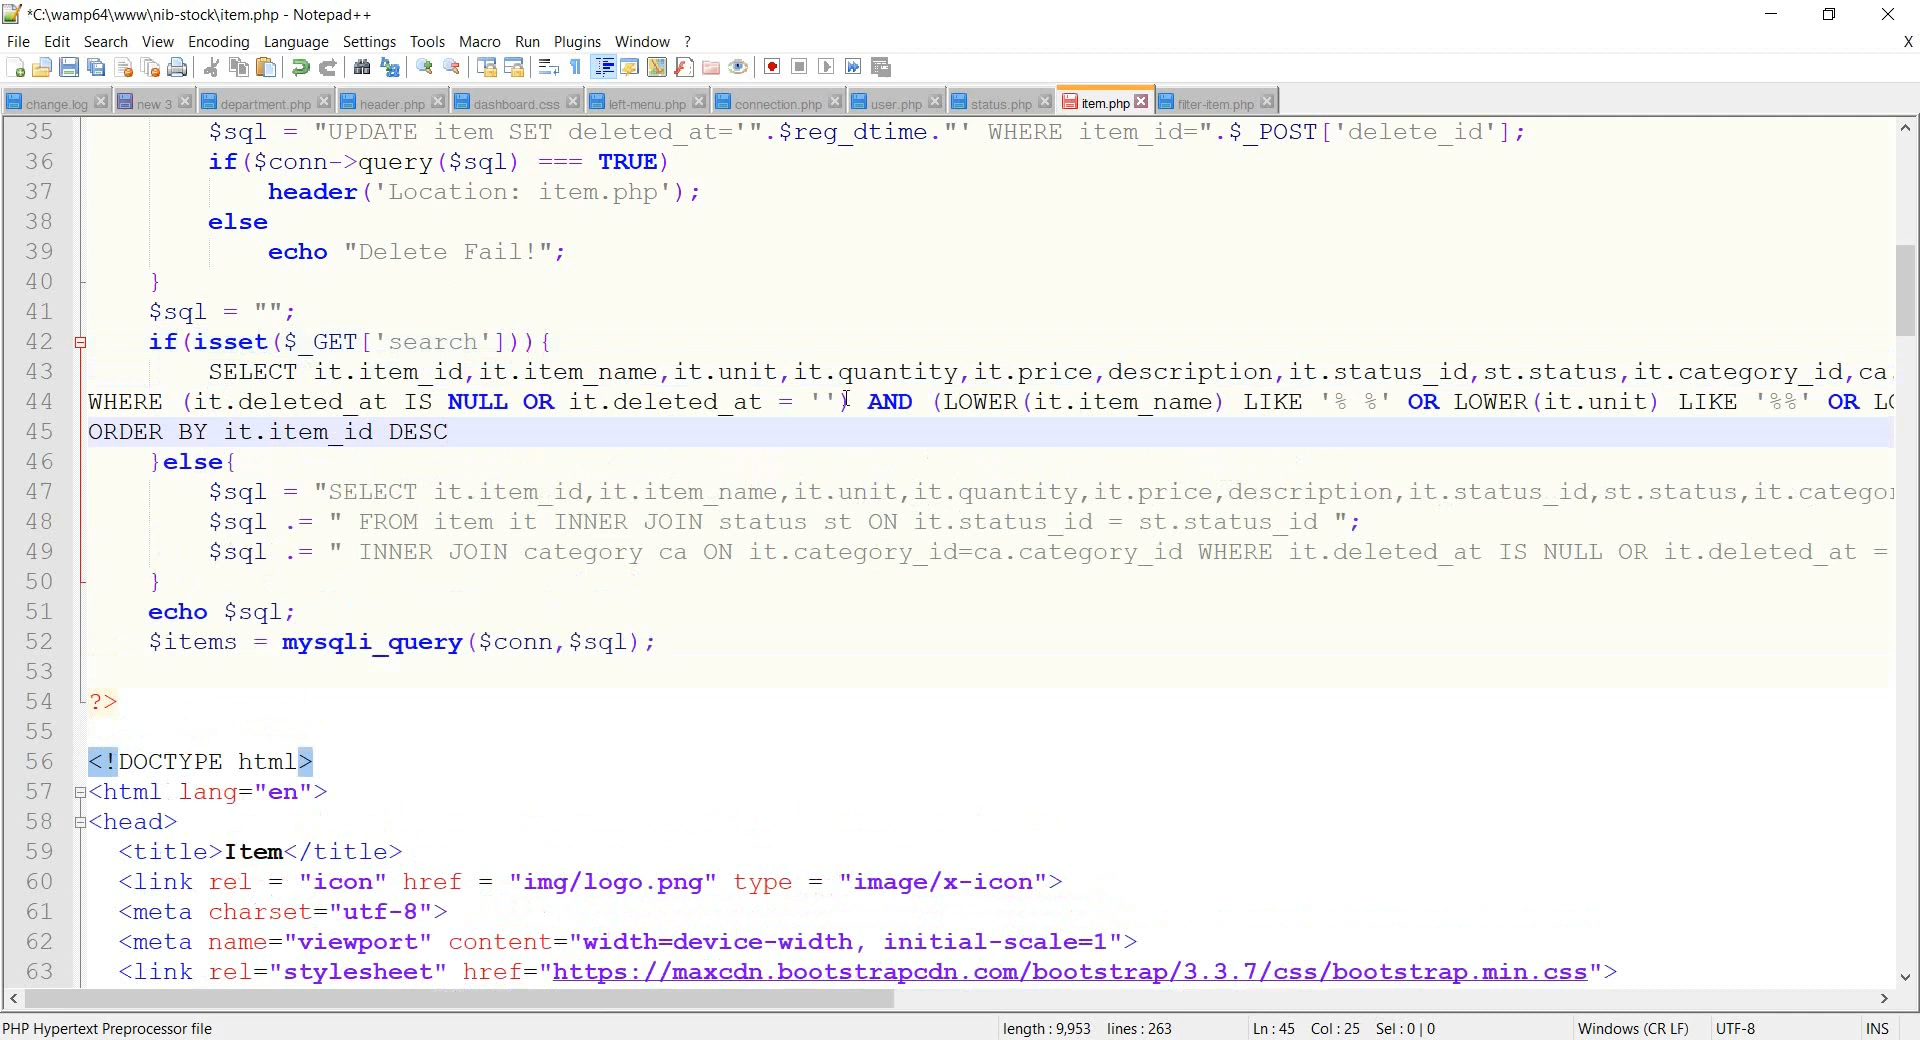 *C:\wamp64\www\nib-stock\item.php - Notepad++
File Edit Search View Encoding Language Settings Tools Macro Run Plugins Window ? X
change.log new 3 department.php header.php dashboard.css left-menu.php connection.php user.php status.php item.php filter-item.php
35 $sql = "UPDATE item SET deleted_at='".$reg_dtime."' WHERE item_id=".$_POST['delete_id'];
36 if($conn->query($sql) === TRUE)
37 header('Location: item.php');
38 else
39 echo "Delete Fail!";
40 }
41 $sql = "";
42 if(isset($_GET['search'])){
43 SELECT it.item_id,it.item_name,it.unit,it.quantity,it.price,description,it.status_id,st.status,it.category_id,ca.
44 WHERE (it.deleted_at IS NULL OR it.deleted_at = '') AND (LOWER(it.item_name) LIKE '% %' OR LOWER(it.unit) LIKE '%%' OR LO
45 ORDER BY it.item_id DESC
46 }else{
47 $sql = "SELECT it.item_id,it.item_name,it.unit,it.quantity,it.price,description,it.status_id,st.status,it.catego
48 $sql .= " FROM item it INNER JOIN status st ON it.status_id = st.status_id ";
49 $sql .= " INNER JOIN category ca ON it.category_id=ca.category_id WHERE it.deleted_at IS NULL OR it.deleted_at =
50 }
51 echo $sql;
52 $items = mysqli_query($conn,$sql);
53
54 ?>
55
56 <!DOCTYPE html>
57 <html lang="en">
58 <head>
59 <title>Item</title>
60 <link rel = "icon" href = "img/logo.png" type = "image/x-icon">
61 <meta charset="utf-8">
62 <meta name="viewport" content="width=device-width, initial-scale=1">
63 <link rel="stylesheet" href="https://maxcdn.bootstrapcdn.com/bootstrap/3.3.7/css/bootstrap.min.css">
PHP Hypertext Preprocessor file length : 9,953 lines : 263 Ln : 45 Col : 25 Sel : 0 | 0 Windows (CR LF) UTF-8 INS